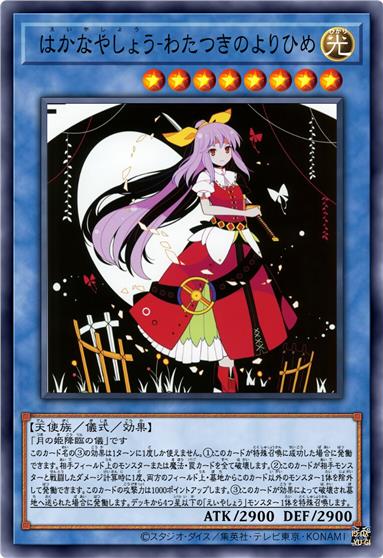 えいやしょう
はかなやしょう-わたつきのよりひめ
ひかり
光
【天使族/儀式/効果】
「月の姫降臨の儀」です
このカード名の③の効果は1ターンに1度しか使えません。①このカードが特殊召喚に成功した場合に発動
できます。相手フィールド上のモンスターまたは魔法・罠カードを全て破壊します。②このカードが相手モンス
ターと戦闘したダメージ計算時に1度、両方のフィールド上・墓地からこのカード以外のモンスター1体を除外
して発動できます。このカードの攻撃力は1000ポイントアップします。③このカードが効果によって破壊され墓
地へ送られた場合に発動できます。デッキから4つ星以下の「えいやしょう」モンスター1体を特殊召喚します。
ATK/2900 DEF/2900
©スタジオ・ダイス/集英社・テレビ東京・KONAMI